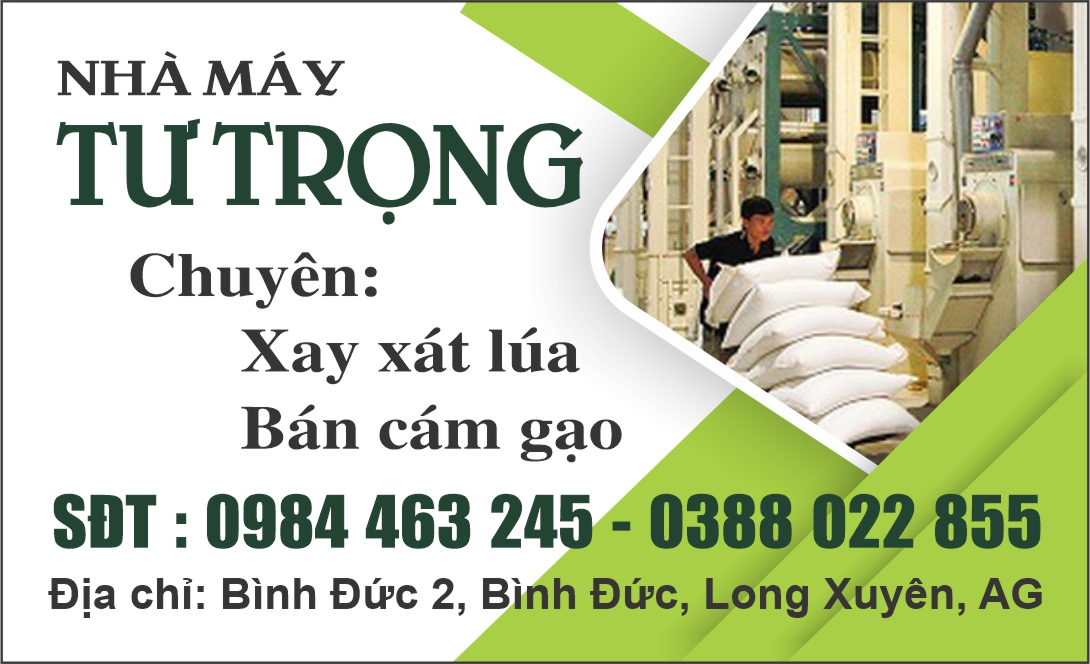 NHÀ MÁY
TƯ TRỌNG
Chuyên:
Xay xát lúa
Bán cám gạo
SĐT : 0984 463 245 - 0388 022 855
Địa chỉ: Bình Đức 2, Bình Đức, Long Xuyên, AG